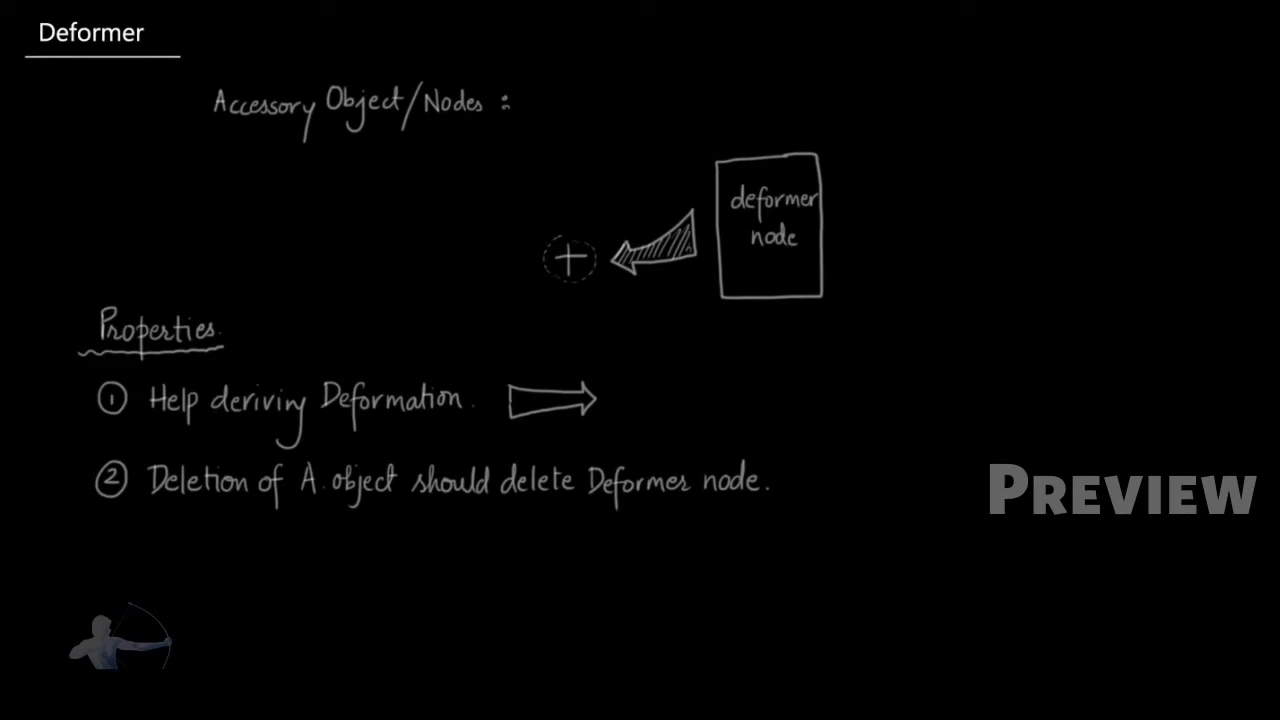 Deformer
Accessory Object/Nodes :
deformer
node
Properties.
① Help deriving Deformation.
② Deletion of A.object should delete Deformer node.
PREVIEW